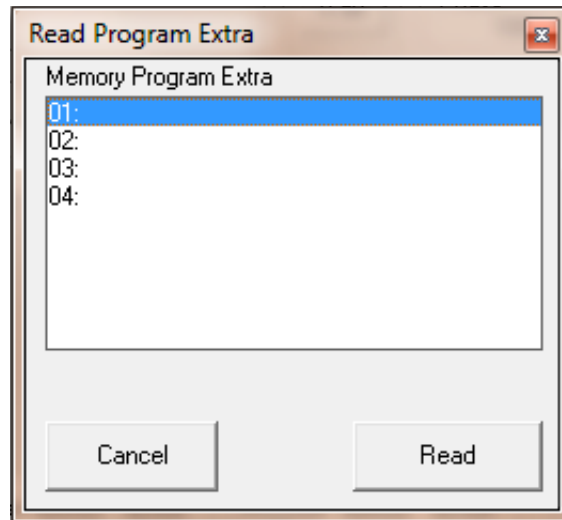 Read Program Extra
Memory Program Extra
01:
02:
03:
04:
Cancel
Read